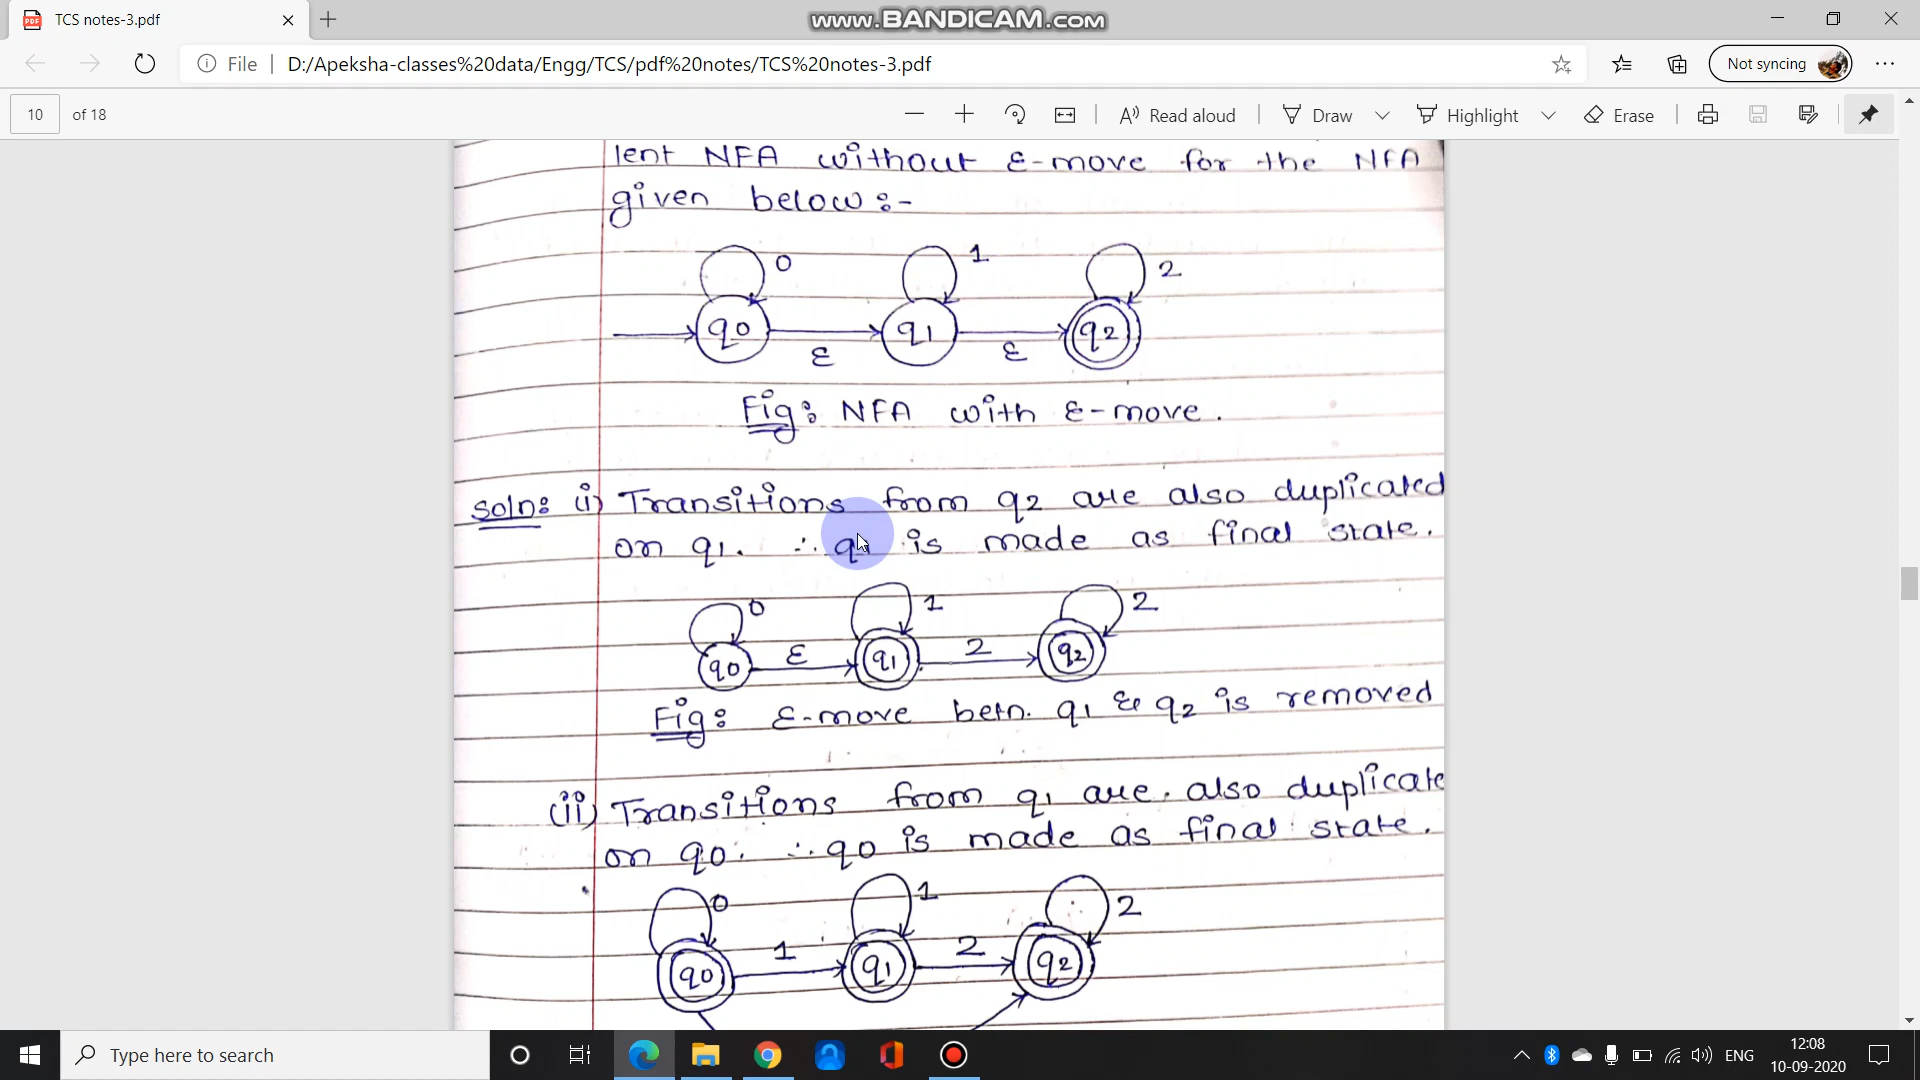 TCS notes-3.pdf
www.BANDICAM.com
File
D:/Apeksha-classes%20data/Engg/TCS/pdf%20notes/TCS%20notes-3.pdf
Not syncing
10 of 18
Read aloud
Draw
Highlight
Erase
lent NFA without ε-move for the NFA
given below:-
0 1 2
q0 q1 q2
ε ε
Fig: NFA with ε-move.
Soln: (i) Transitions from q2 are also duplicated
on q1. ∴ q1 is made as final state.
0 1 2
q0 ε q1 2 q2
Fig: ε-move betn. q1 & q2 is removed
(ii) Transitions from q1 are also duplicate
on q0. ∴ q0 is made as final state.
0 1 2
q0 1 q1 2 q2
Type here to search
ENG
12:08
10-09-2020